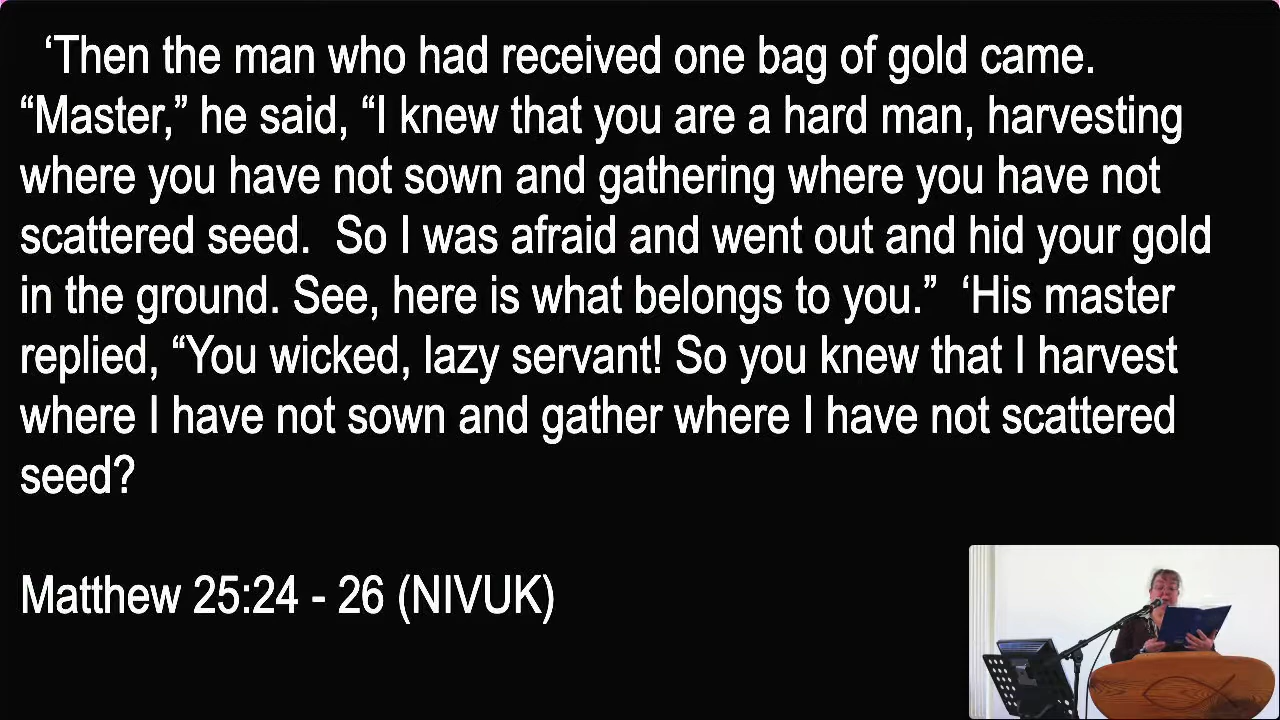 ‘Then the man who had received one bag of gold came.
“Master,” he said, “I knew that you are a hard man, harvesting
where you have not sown and gathering where you have not
scattered seed.  So I was afraid and went out and hid your gold
in the ground. See, here is what belongs to you.”  ‘His master
replied, “You wicked, lazy servant! So you knew that I harvest
where I have not sown and gather where I have not scattered
seed?
Matthew 25:24 - 26 (NIVUK)